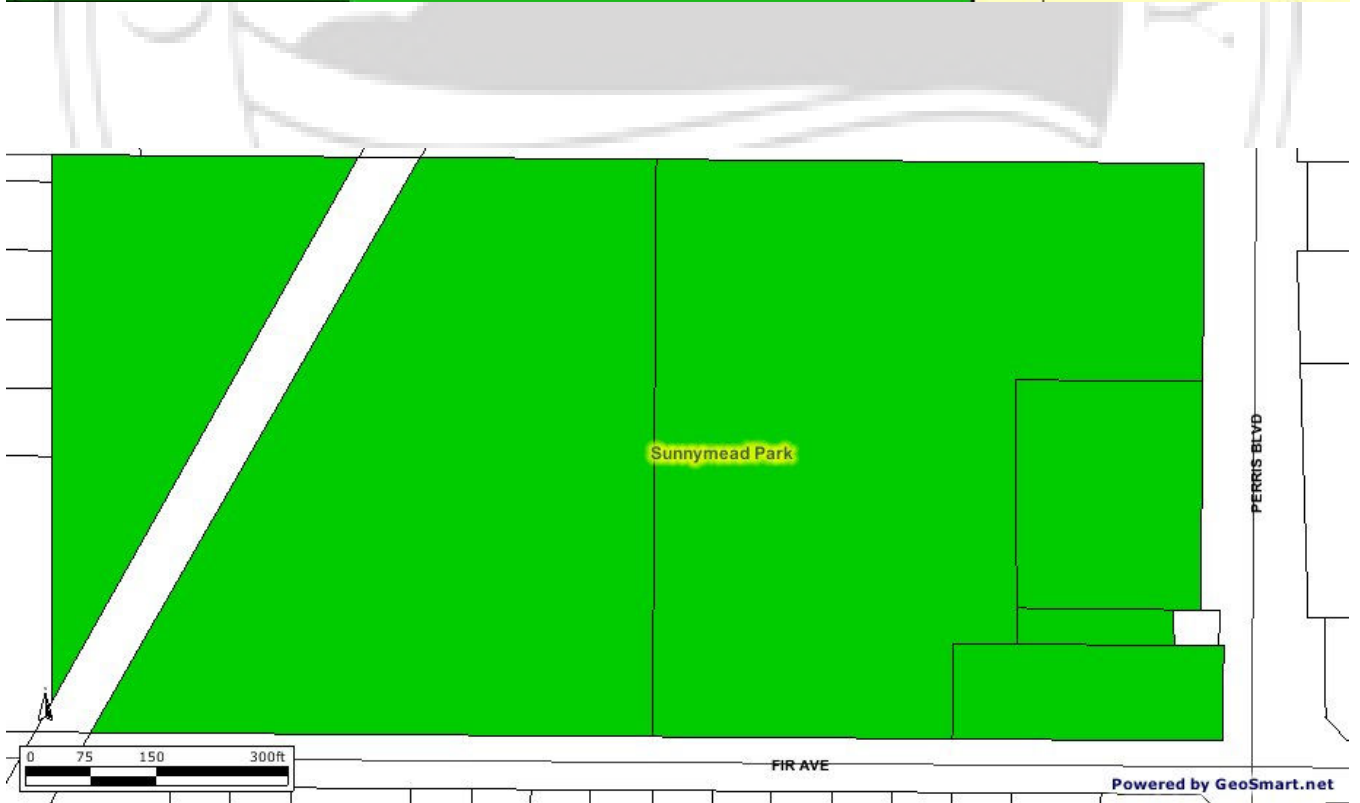 Sunnymead Park
PERRIS BLVD
0 75 150 300ft
FIR AVE
Powered by GeoSmart.net